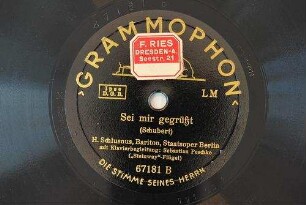 GRAMMOPHON
F. RIES
DRESDEN-A.
Seestr. 21
D.R.G.
LM
Sei mir gegrüßt
(Schubert)
H. Schlusnus, Bariton, Staatsoper Berlin
mit Klavierbegleitung: Sebastian Peschko
("Steinway"-Flügel)
67181 B
DIE STIMME SEINES HERRN